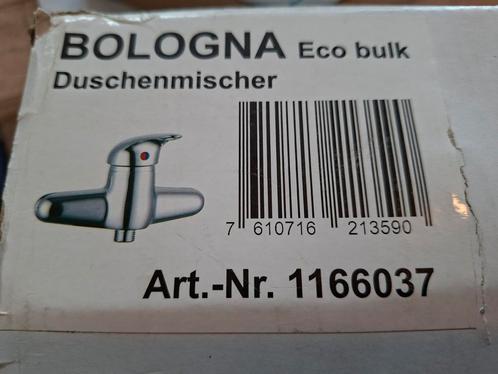 BOLOGNA Eco bulk
Duschenmischer
7 610716 213590
Art.-Nr. 1166037